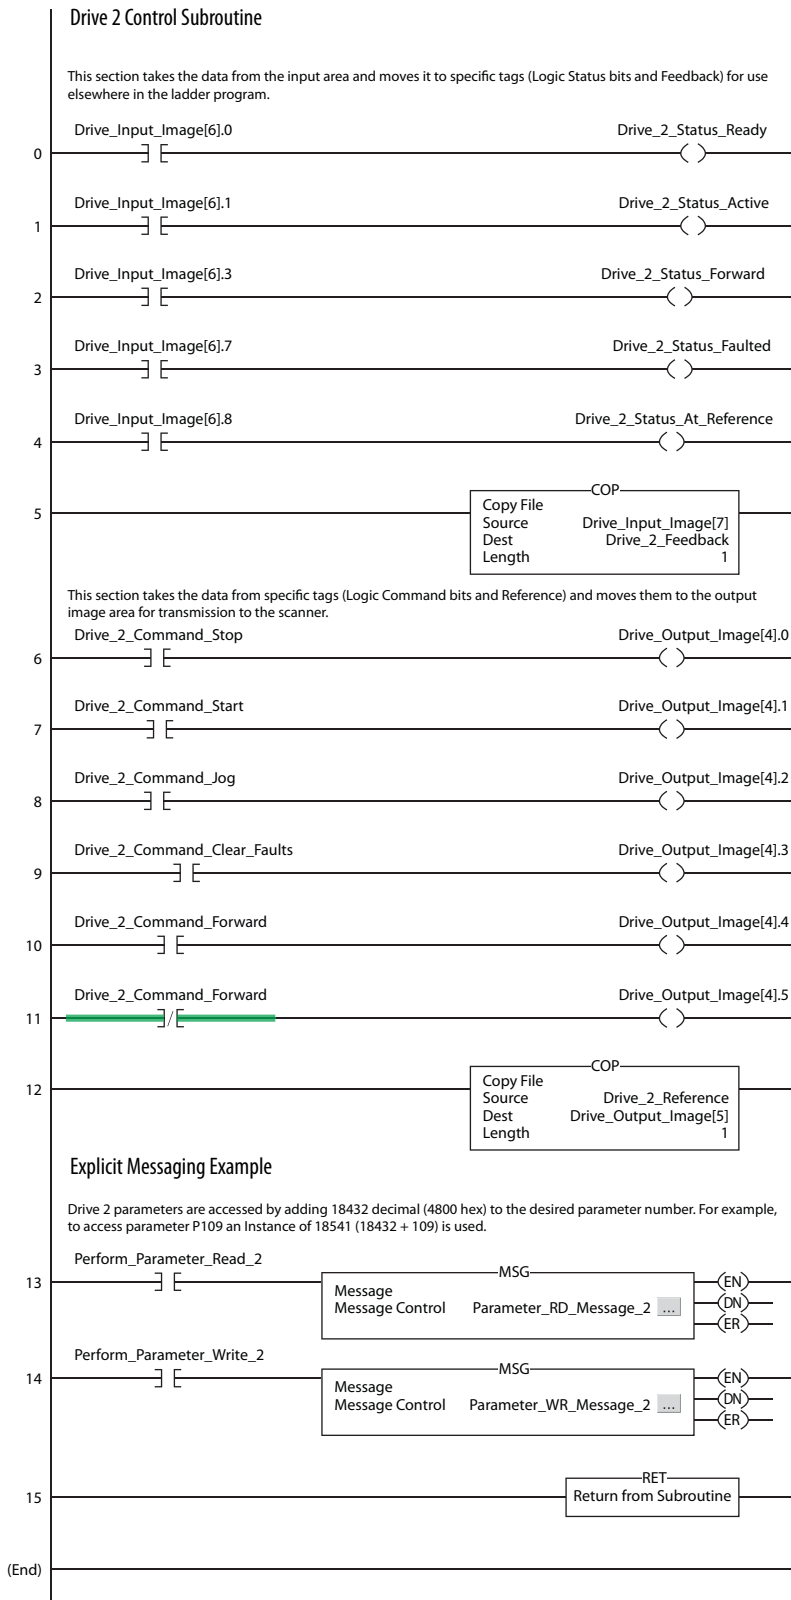 Drive 2 Control Subroutine
This section takes the data from the input area and moves it to specific tags (Logic Status bits and Feedback) for use
elsewhere in the ladder program.
Drive_Input_Image[6].0 Drive_2_Status_Ready
0
Drive_Input_Image[6].1 Drive_2_Status_Active
1
Drive_Input_Image[6].3 Drive_2_Status_Forward
2
Drive_Input_Image[6].7 Drive_2_Status_Faulted
3
Drive_Input_Image[6].8 Drive_2_Status_At_Reference
4
COP
Copy File
5
Source Drive_Input_Image[7]
Dest Drive_2_Feedback
Length 1
This section takes the data from specific tags (Logic Command bits and Reference) and moves them to the output
image area for transmission to the scanner.
Drive_2_Command_Stop Drive_Output_Image[4].0
6
Drive_2_Command_Start Drive_Output_Image[4].1
7
Drive_2_Command_Jog Drive_Output_Image[4].2
8
Drive_2_Command_Clear_Faults Drive_Output_Image[4].3
9
Drive_2_Command_Forward Drive_Output_Image[4].4
10
Drive_2_Command_Forward Drive_Output_Image[4].5
11
COP
Copy File
12
Source Drive_2_Reference
Dest Drive_Output_Image[5]
Length 1
Explicit Messaging Example
Drive 2 parameters are accessed by adding 18432 decimal (4800 hex) to the desired parameter number. For example,
to access parameter P109 an Instance of 18541 (18432 + 109) is used.
Perform_Parameter_Read_2
13
MSG
Message
Message Control Parameter_RD_Message_2 ...
EN
DN
ER
Perform_Parameter_Write_2
14
MSG
Message
Message Control Parameter_WR_Message_2 ...
EN
DN
ER
RET
15
Return from Subroutine
(End)